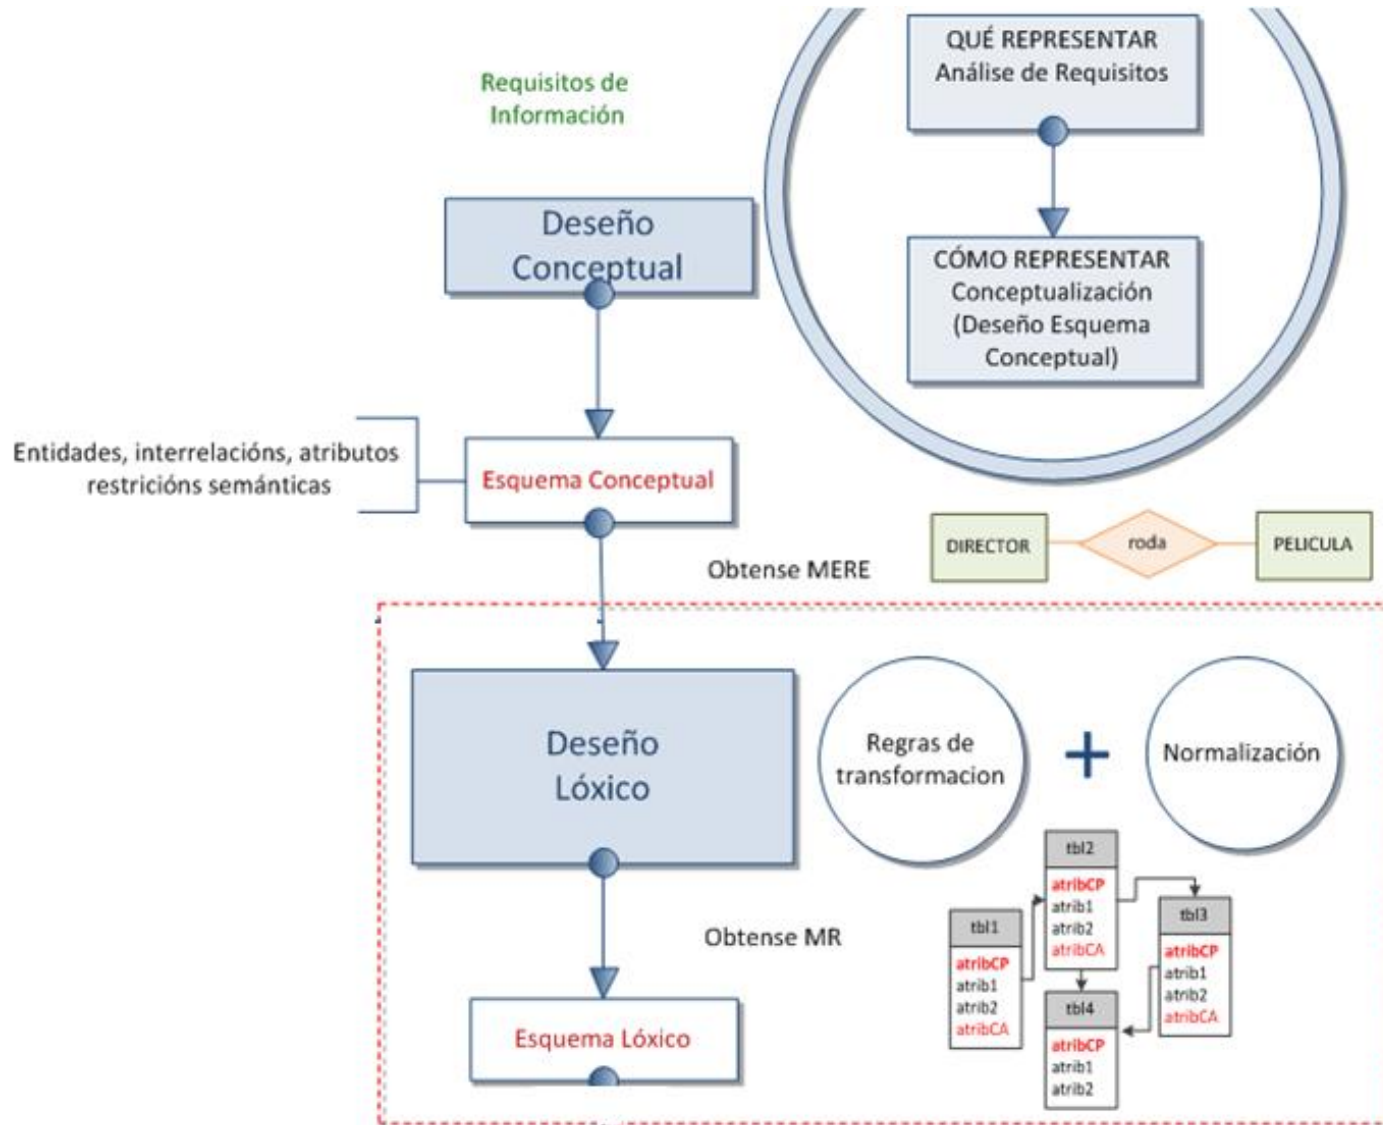 QUÉ REPRESENTAR
Análise de Requisitos
Requisitos de
Información
Deseño
Conceptual
CÓMO REPRESENTAR
Conceptualización
(Deseño Esquema
Conceptual)
Entidades, interrelacións, atributos
restricións semánticas
Esquema Conceptual
DIRECTOR
roda
PELICULA
Obtense MERE
Deseño
Lóxico
Regras de
transformacion
+
Normalización
Obtense MR
tbl1
atribCP
atrib1
atrib2
atribCA
tbl2
atribCP
atrib1
atrib2
atribCA
tbl3
atribCP
atrib1
atrib2
atribCA
tbl4
atribCP
atrib1
atrib2
Esquema Lóxico